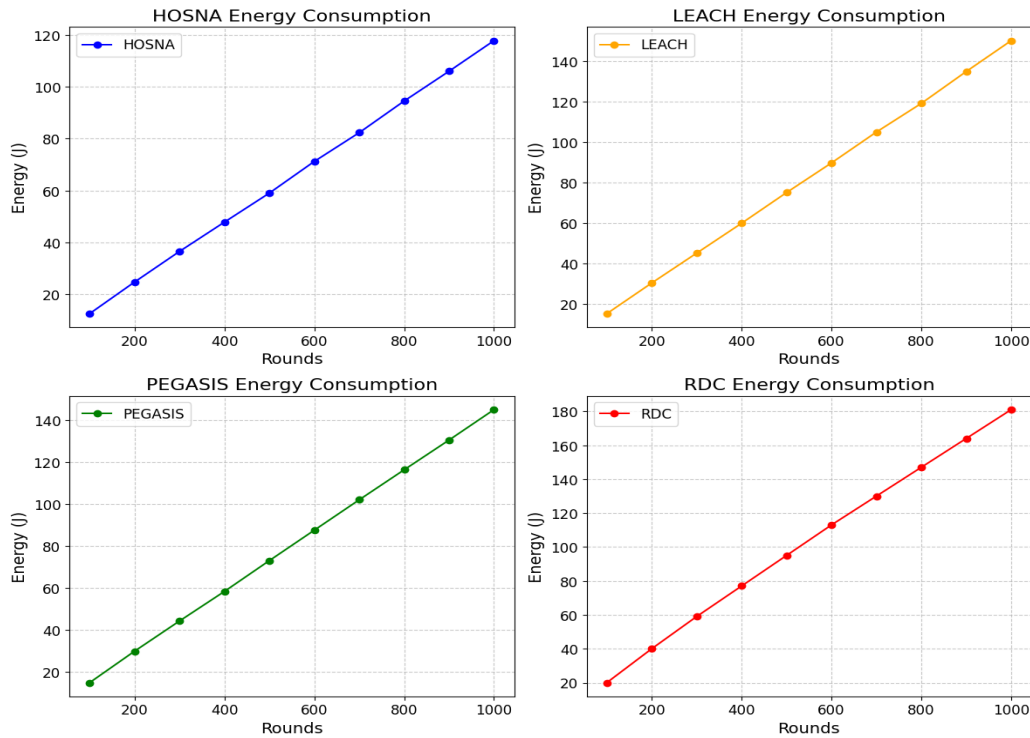 HOSNA Energy Consumption
HOSNA
Energy (J)
120
100
80
60
40
20
200 400 600 800 1000
Rounds
LEACH Energy Consumption
LEACH
Energy (J)
140
120
100
80
60
40
20
200 400 600 800 1000
Rounds
PEGASIS Energy Consumption
PEGASIS
Energy (J)
140
120
100
80
60
40
20
200 400 600 800 1000
Rounds
RDC Energy Consumption
RDC
Energy (J)
180
160
140
120
100
80
60
40
20
200 400 600 800 1000
Rounds